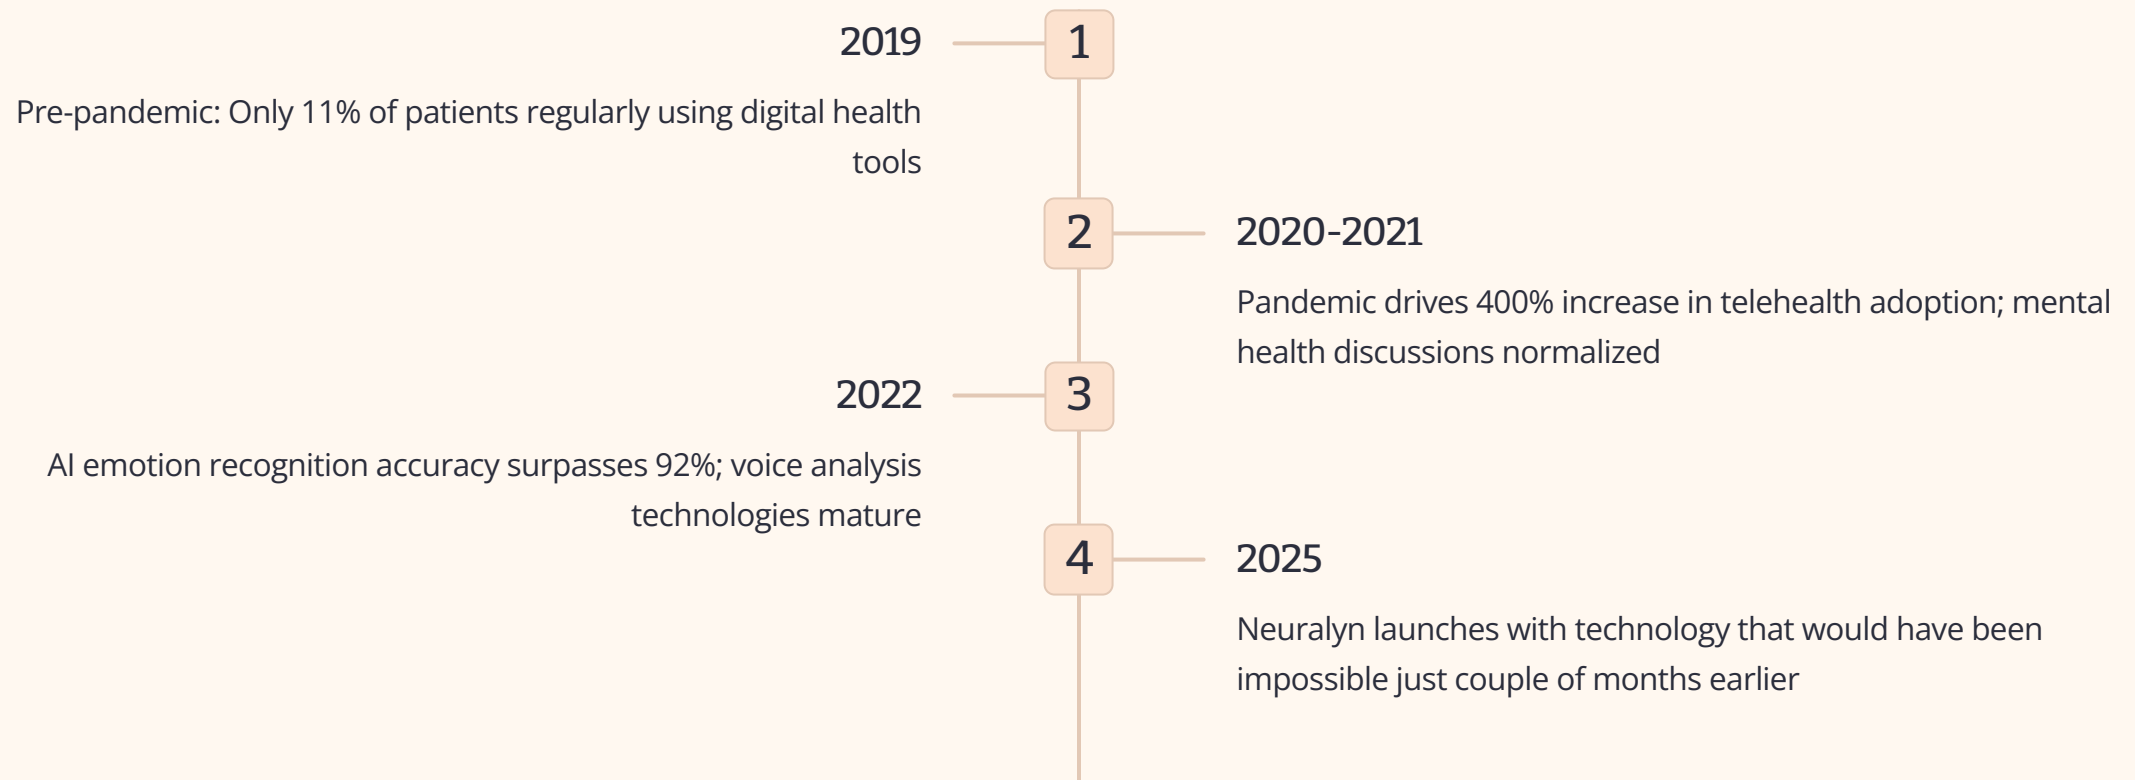 2019
1
Pre-pandemic: Only 11% of patients regularly using digital health
tools
2
2020-2021
Pandemic drives 400% increase in telehealth adoption; mental
health discussions normalized
2022
3
AI emotion recognition accuracy surpasses 92%; voice analysis
technologies mature
4
2025
Neuralyn launches with technology that would have been
impossible just couple of months earlier